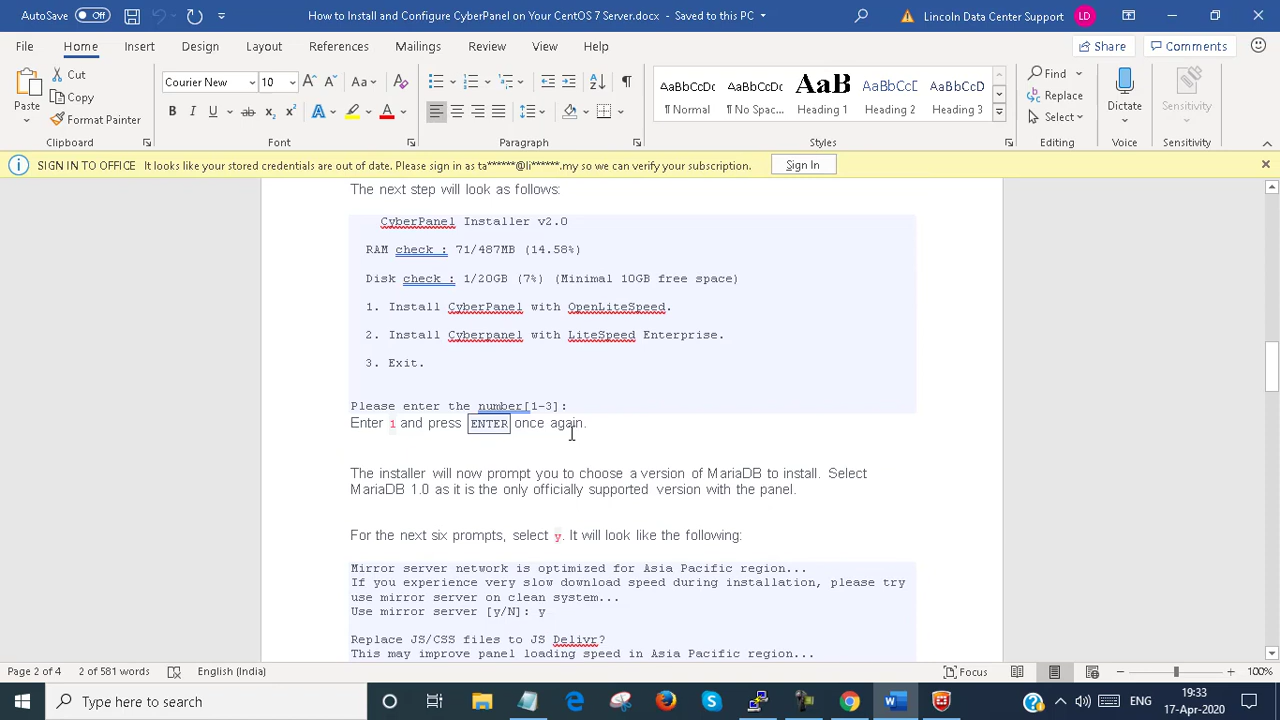 AutoSave Off
How to Install and Configure CyberPanel on Your CentOS 7 Server.docx - Saved to this PC
Lincoln Data Center Support LD
File Home Insert Design Layout References Mailings Review View Help Share Comments
Paste
Cut
Copy
Format Painter
Clipboard
Courier New 10
Font
Paragraph
AaBbCcDc AaBbCcDc AaB AaBbCcD AaBbCcD
¶ Normal ¶ No Spac... Heading 1 Heading 2 Heading 3
Styles
Find
Replace
Select
Editing
Dictate
Voice
Sensitivity
Sensitivity
SIGN IN TO OFFICE It looks like your stored credentials are out of date. Please sign in as ta******@li******.my so we can verify your subscription. Sign In
The next step will look as follows:
CyberPanel Installer v2.0
RAM check : 71/487MB (14.58%)
Disk check : 1/20GB (7%) (Minimal 10GB free space)
1. Install CyberPanel with OpenLiteSpeed.
2. Install Cyberpanel with LiteSpeed Enterprise.
3. Exit.
Please enter the number[1-3]:
Enter 1 and press ENTER once again.
The installer will now prompt you to choose a version of MariaDB to install. Select
MariaDB 1.0 as it is the only officially supported version with the panel.
For the next six prompts, select y. It will look like the following:
Mirror server network is optimized for Asia Pacific region...
If you experience very slow download speed during installation, please try
use mirror server on clean system...
Use mirror server [y/N]: y
Replace JS/CSS files to JS Delivr?
This may improve panel loading speed in Asia Pacific region...
Page 2 of 4 2 of 581 words English (India) Focus 100%
Type here to search
ENG
19:33
17-Apr-2020